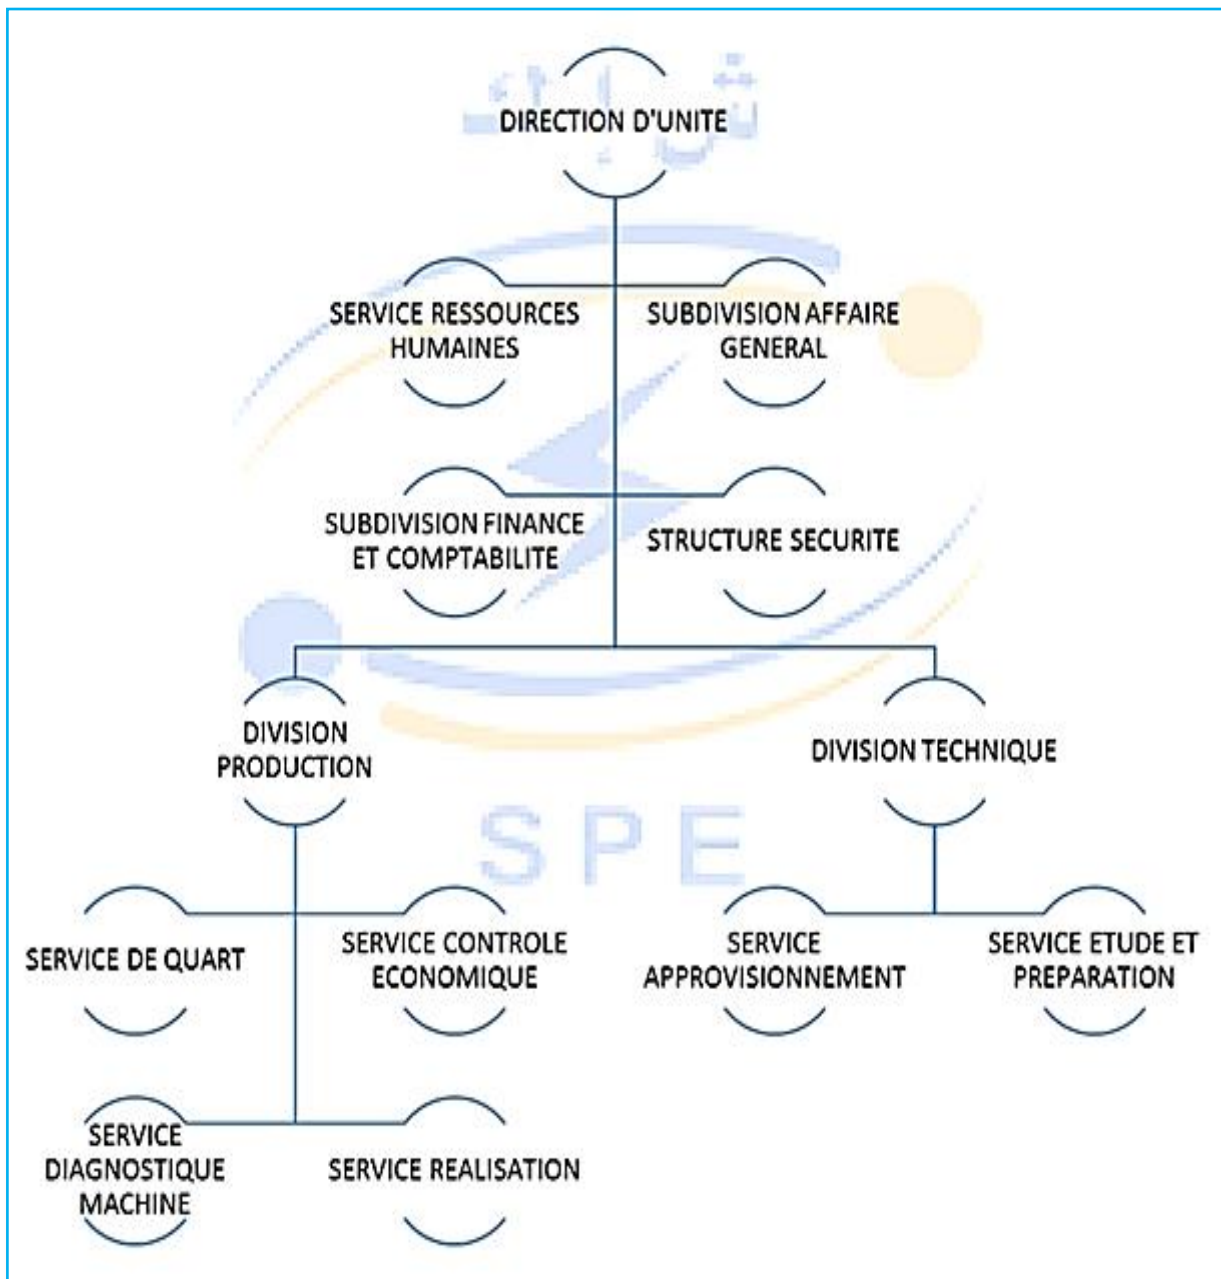 DIRECTION D'UNITE
SERVICE RESSOURCES
HUMAINES
SUBDIVISION AFFAIRE
GENERAL
SUBDIVISION FINANCE
ET COMPTABILITE
STRUCTURE SECURITE
DIVISION
PRODUCTION
DIVISION TECHNIQUE
SPE
SERVICE DE QUART
SERVICE CONTROLE
ECONOMIQUE
SERVICE
APPROVISIONNEMENT
SERVICE ETUDE ET
PREPARATION
SERVICE
DIAGNOSTIQUE
MACHINE
SERVICE REALISATION